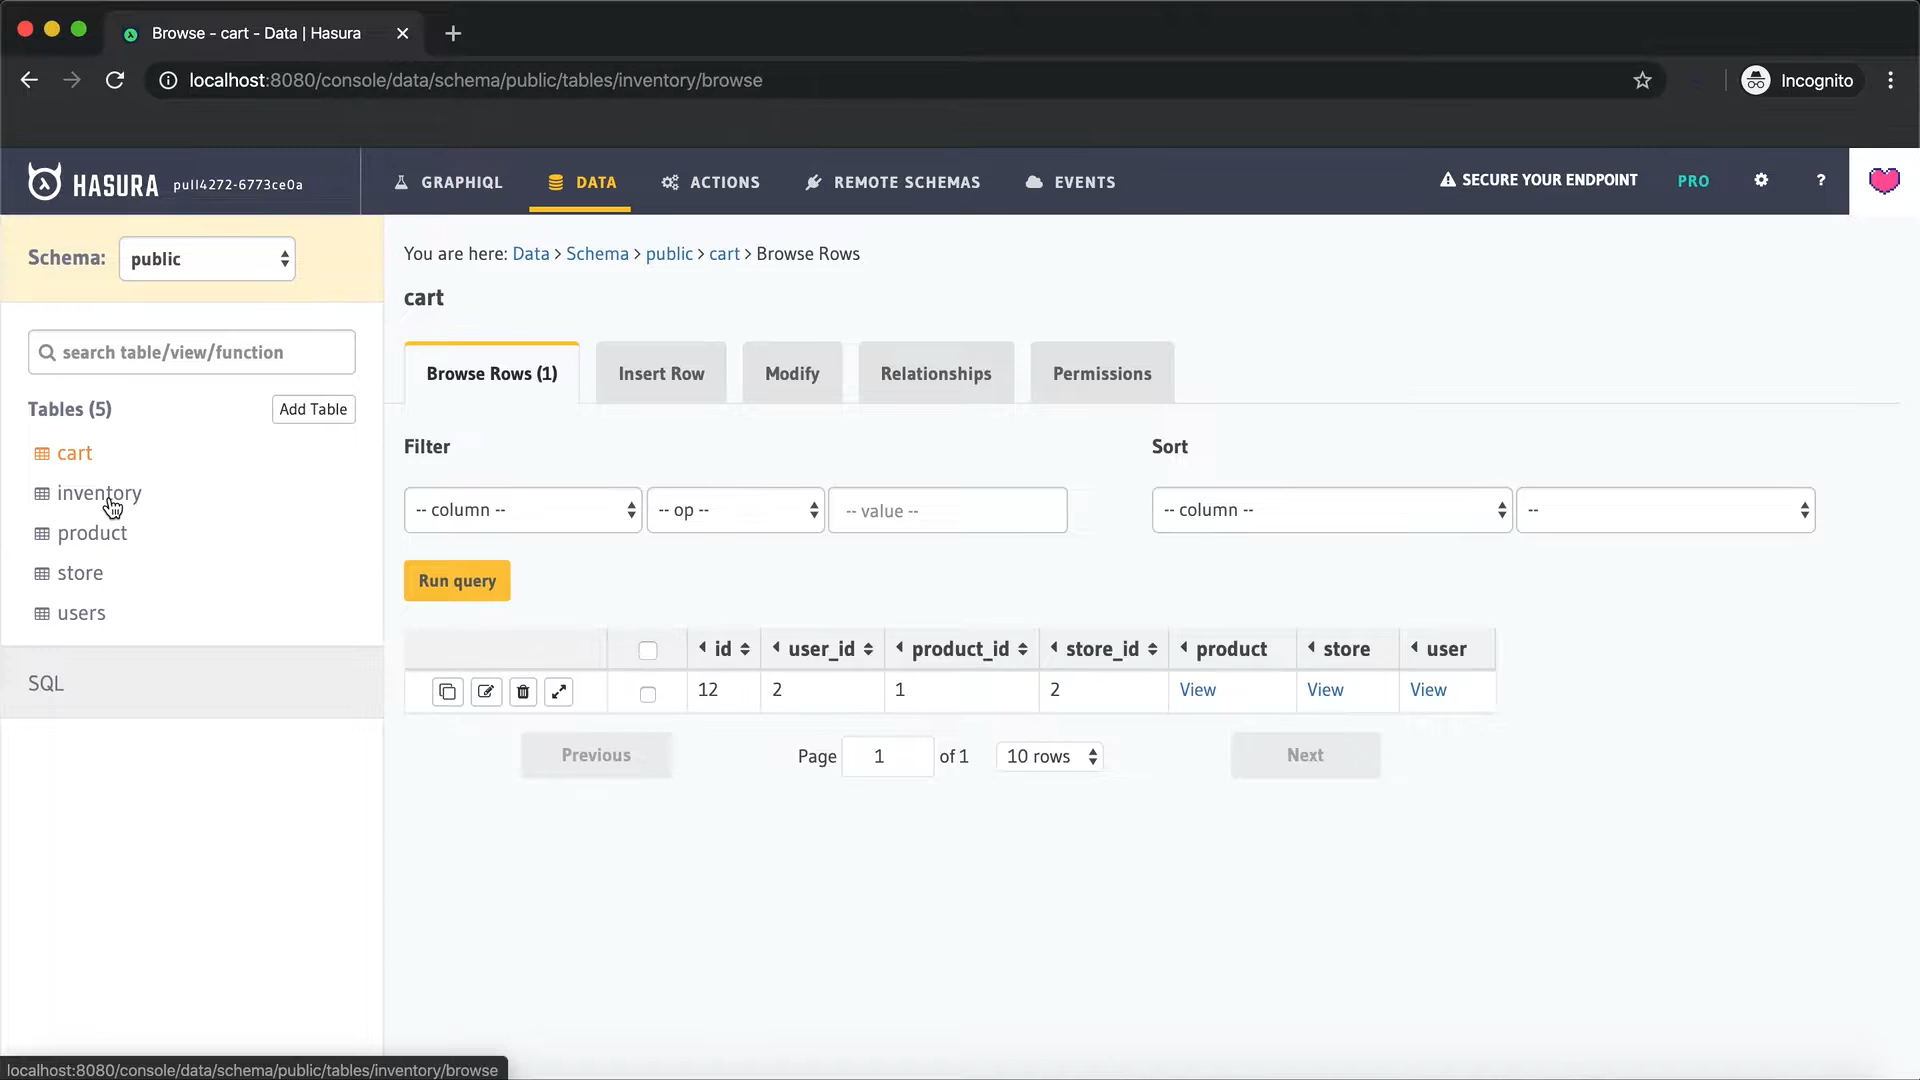 Browse - cart - Data | Hasura
localhost:8080/console/data/schema/public/tables/inventory/browse
Incognito
HASURA pull4272-6773ce0a
GRAPHIQL
DATA
ACTIONS
REMOTE SCHEMAS
EVENTS
SECURE YOUR ENDPOINT
PRO
?
Schema: public
You are here: Data > Schema > public > cart > Browse Rows
cart
search table/view/function
Browse Rows (1)
Insert Row
Modify
Relationships
Permissions
Tables (5)
Add Table
cart
inventory
product
store
users
SQL
Filter
Sort
-- column --
-- op --
-- value --
-- column --
--
Run query
id user_id product_id store_id product store user
12 2 1 2 View View View
Previous
Page 1 of 1
10 rows
Next
localhost:8080/console/data/schema/public/tables/inventory/browse